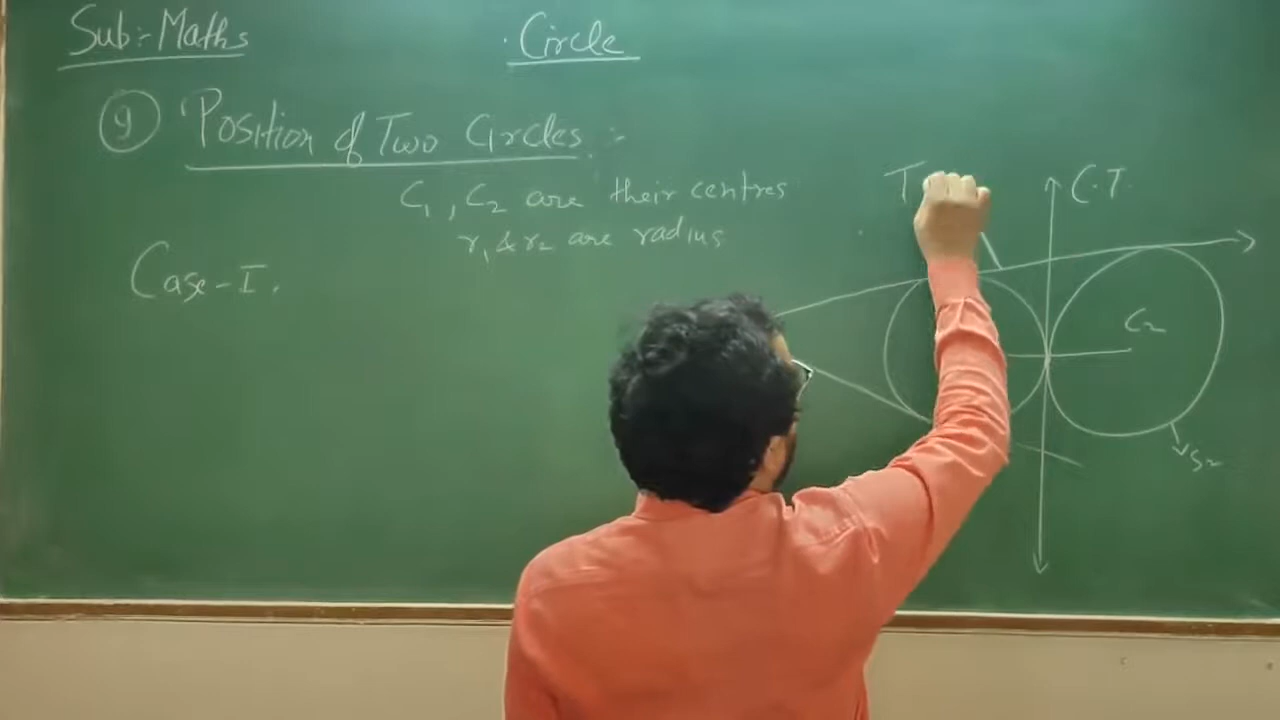 Sub:- Maths
Circle
9 Position of Two Circles :-
C1, C2 are their centres
r1 & r2 are radius
Case-I.
T
C.T.
C2
S2